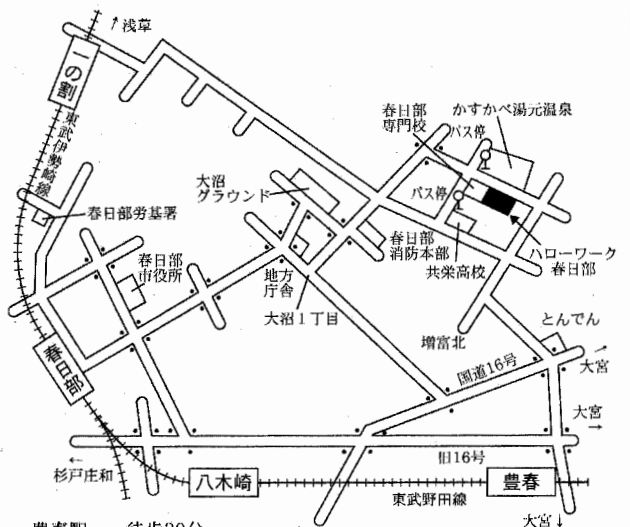 ↑浅草
一の割
東武伊勢崎線
春日部
専門校
かすかべ湯元温泉
バス停
大沼
グラウンド
バス停
春日部労基署
春日部
消防本部
共栄高校
ハローワーク
春日部
春日部
市役所
地方
庁舎
大沼1丁目
増富北
とんでん
国道16号
大宮
→
春日部
大宮
→
←
杉戸庄和
旧16号
八木崎
東武野田線
豊春
大宮↓